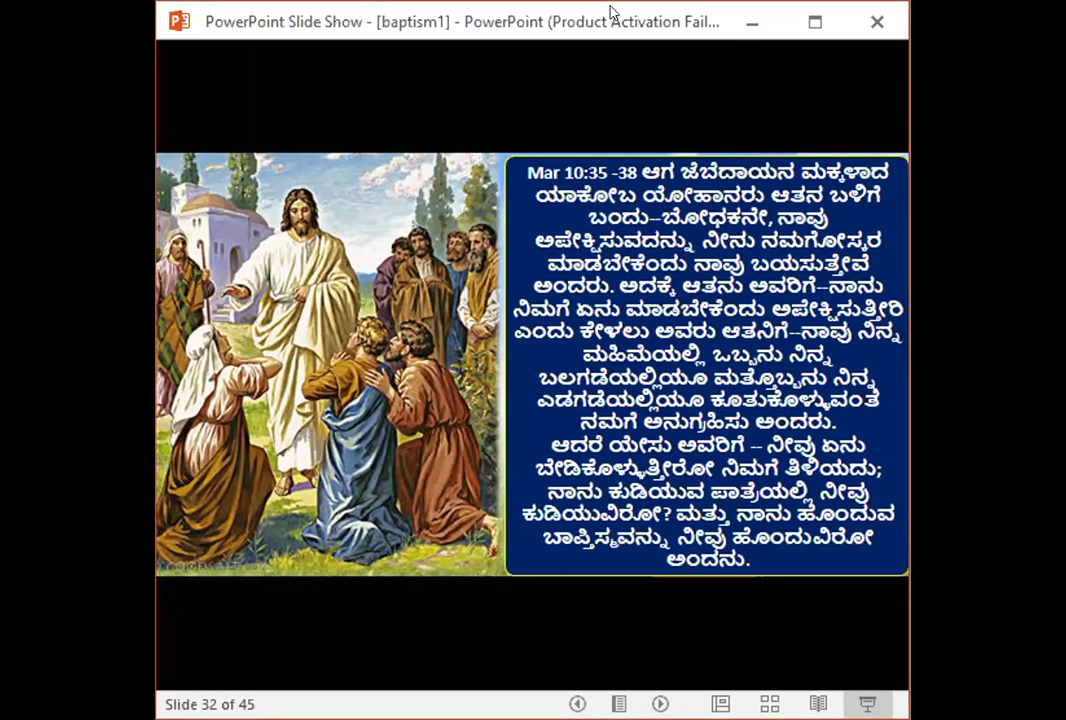 PowerPoint Slide Show - [baptism1] - PowerPoint (Product Activation Fail...
Mar 10:35 -38 ಆಗ ಜೆಬೆದಾಯನ ಮಕ್ಕಳಾದ
ಯಾಕೋಬ ಯೋಹಾನರು ಆತನ ಬಳಿಗೆ
ಬಂದು--ಬೋಧಕನೇ, ನಾವು
ಅಪೇಕ್ಷಿಸುವದನ್ನು ನೀನು ನಮಗೋಸ್ಕರ
ಮಾಡಬೇಕೆಂದು ನಾವು ಬಯಸುತ್ತೇವೆ
ಅಂದರು. ಅದಕ್ಕೆ ಆತನು ಅವರಿಗೆ--ನಾನು
ನಿಮಗೆ ಏನು ಮಾಡಬೇಕೆಂದು ಅಪೇಕ್ಷಿಸುತ್ತೀರಿ
ಎಂದು ಕೇಳಲು ಅವರು ಆತನಿಗೆ--ನಾವು ನಿನ್ನ
ಮಹಿಮೆಯಲ್ಲಿ ಒಬ್ಬನು ನಿನ್ನ
ಬಲಗಡೆಯಲ್ಲಿಯೂ ಮತ್ತೊಬ್ಬನು ನಿನ್ನ
ಎಡಗಡೆಯಲ್ಲಿಯೂ ಕೂತುಕೊಳ್ಳುವಂತೆ
ನಮಗೆ ಅನುಗ್ರಹಿಸು ಅಂದರು.
ಆದರೆ ಯೇಸು ಅವರಿಗೆ -- ನೀವು ಏನು
ಬೇಡಿಕೊಳ್ಳುತ್ತೀರೋ ನಿಮಗೆ ತಿಳಿಯದು;
ನಾನು ಕುಡಿಯುವ ಪಾತ್ರೆಯಲ್ಲಿ ನೀವು
ಕುಡಿಯುವಿರೋ? ಮತ್ತು ನಾನು ಹೊಂದುವ
ಬಾಪ್ತಿಸ್ಮವನ್ನು ನೀವು ಹೊಂದುವಿರೋ
ಅಂದನು.
Slide 32 of 45